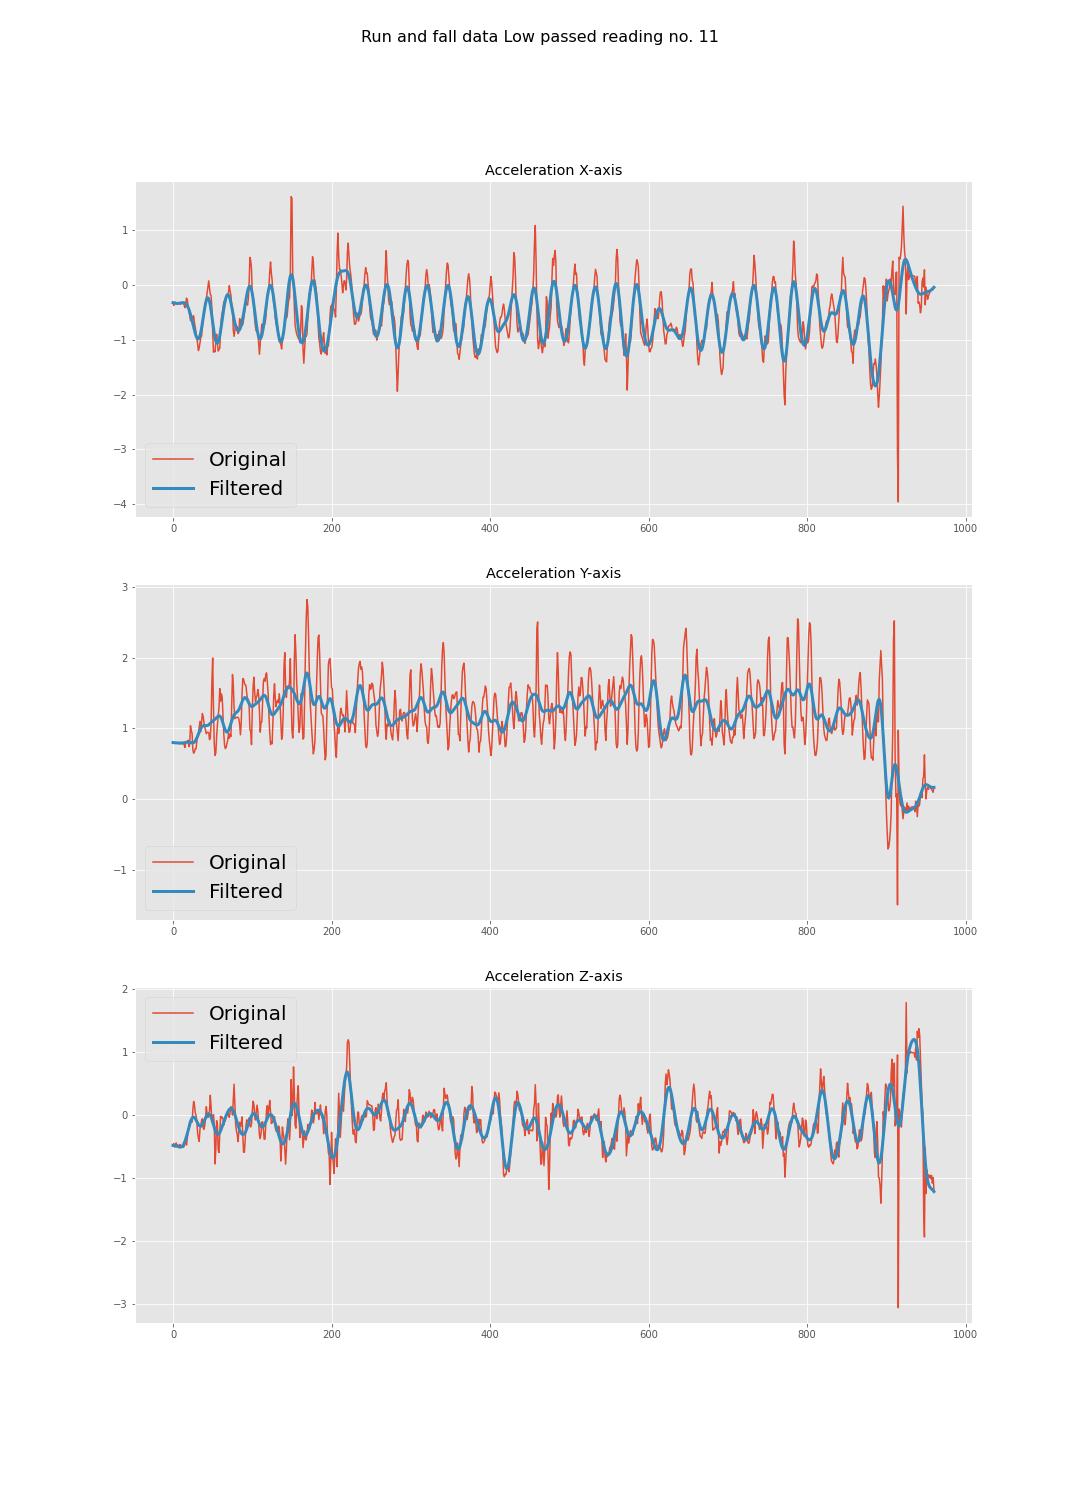 Run and fall data Low passed reading no. 11
Acceleration X-axis
1
0
−1
−2
−3
−4
Original
Filtered
0 200 400 600 800 1000
Acceleration Y-axis
3
2
1
0
−1
Original
Filtered
0 200 400 600 800 1000
Acceleration Z-axis
2
1
0
−1
−2
−3
Original
Filtered
0 200 400 600 800 1000